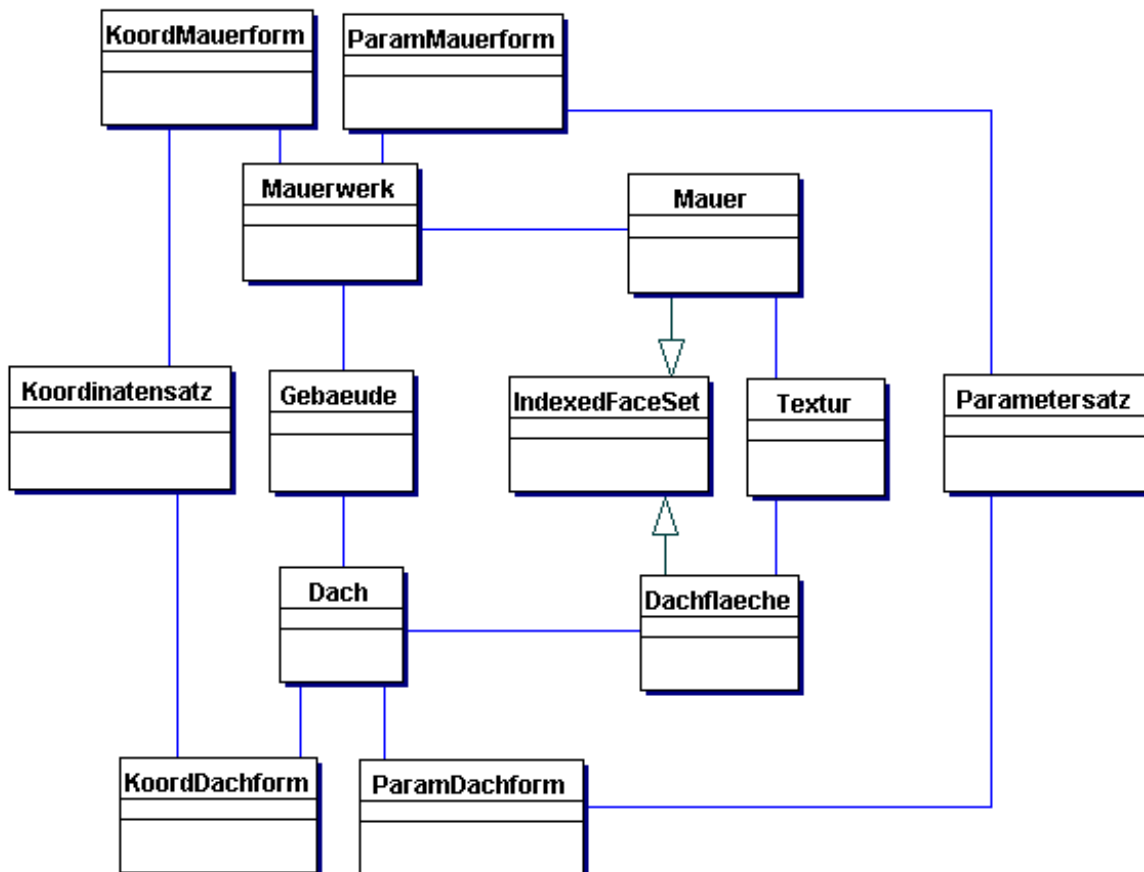 KoordMauerform
ParamMauerform
Mauerwerk
Mauer
Koordinatensatz
Gebaeude
IndexedFaceSet
Textur
Parametersatz
Dach
Dachflaeche
KoordDachform
ParamDachform